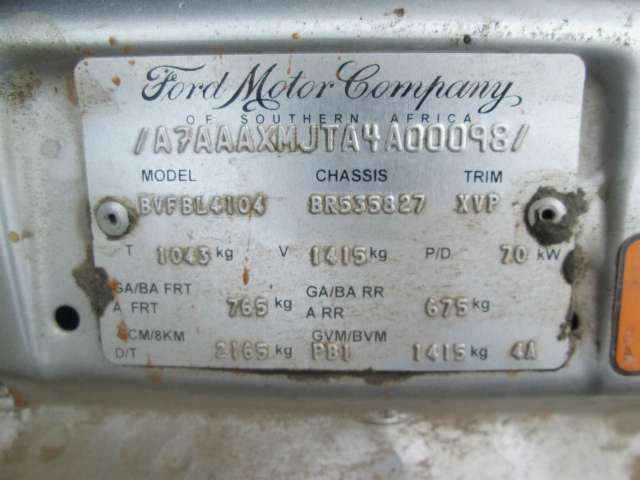 Ford Motor Company
OF SOUTHERN AFRICA
/A7AAAXMJTA4A00098/
MODEL CHASSIS TRIM
BVFBL4104 8R535827 XVP
T 1043 kg V 1415 kg P/D 70 kW
GA/BA FRT 765 kg GA/BA RR 675 kg
A FRT A RR
GCM/8KM 2165 kg GVM/BVM 1415 kg 4A
D/T PB1